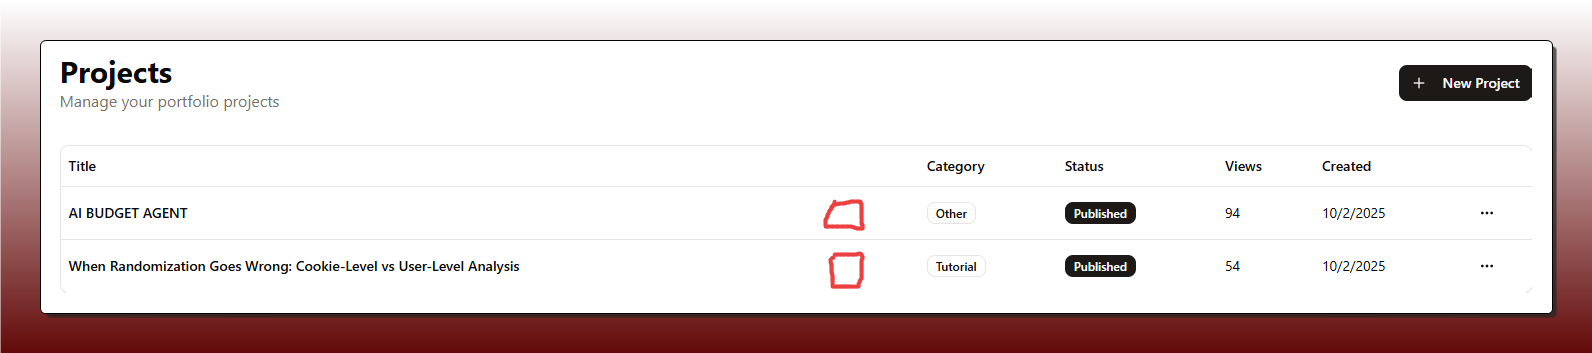 Projects
Manage your portfolio projects
+ New Project
Title Category Status Views Created
AI BUDGET AGENT Other Published 94 10/2/2025 ...
When Randomization Goes Wrong: Cookie-Level vs User-Level Analysis Tutorial Published 54 10/2/2025 ...